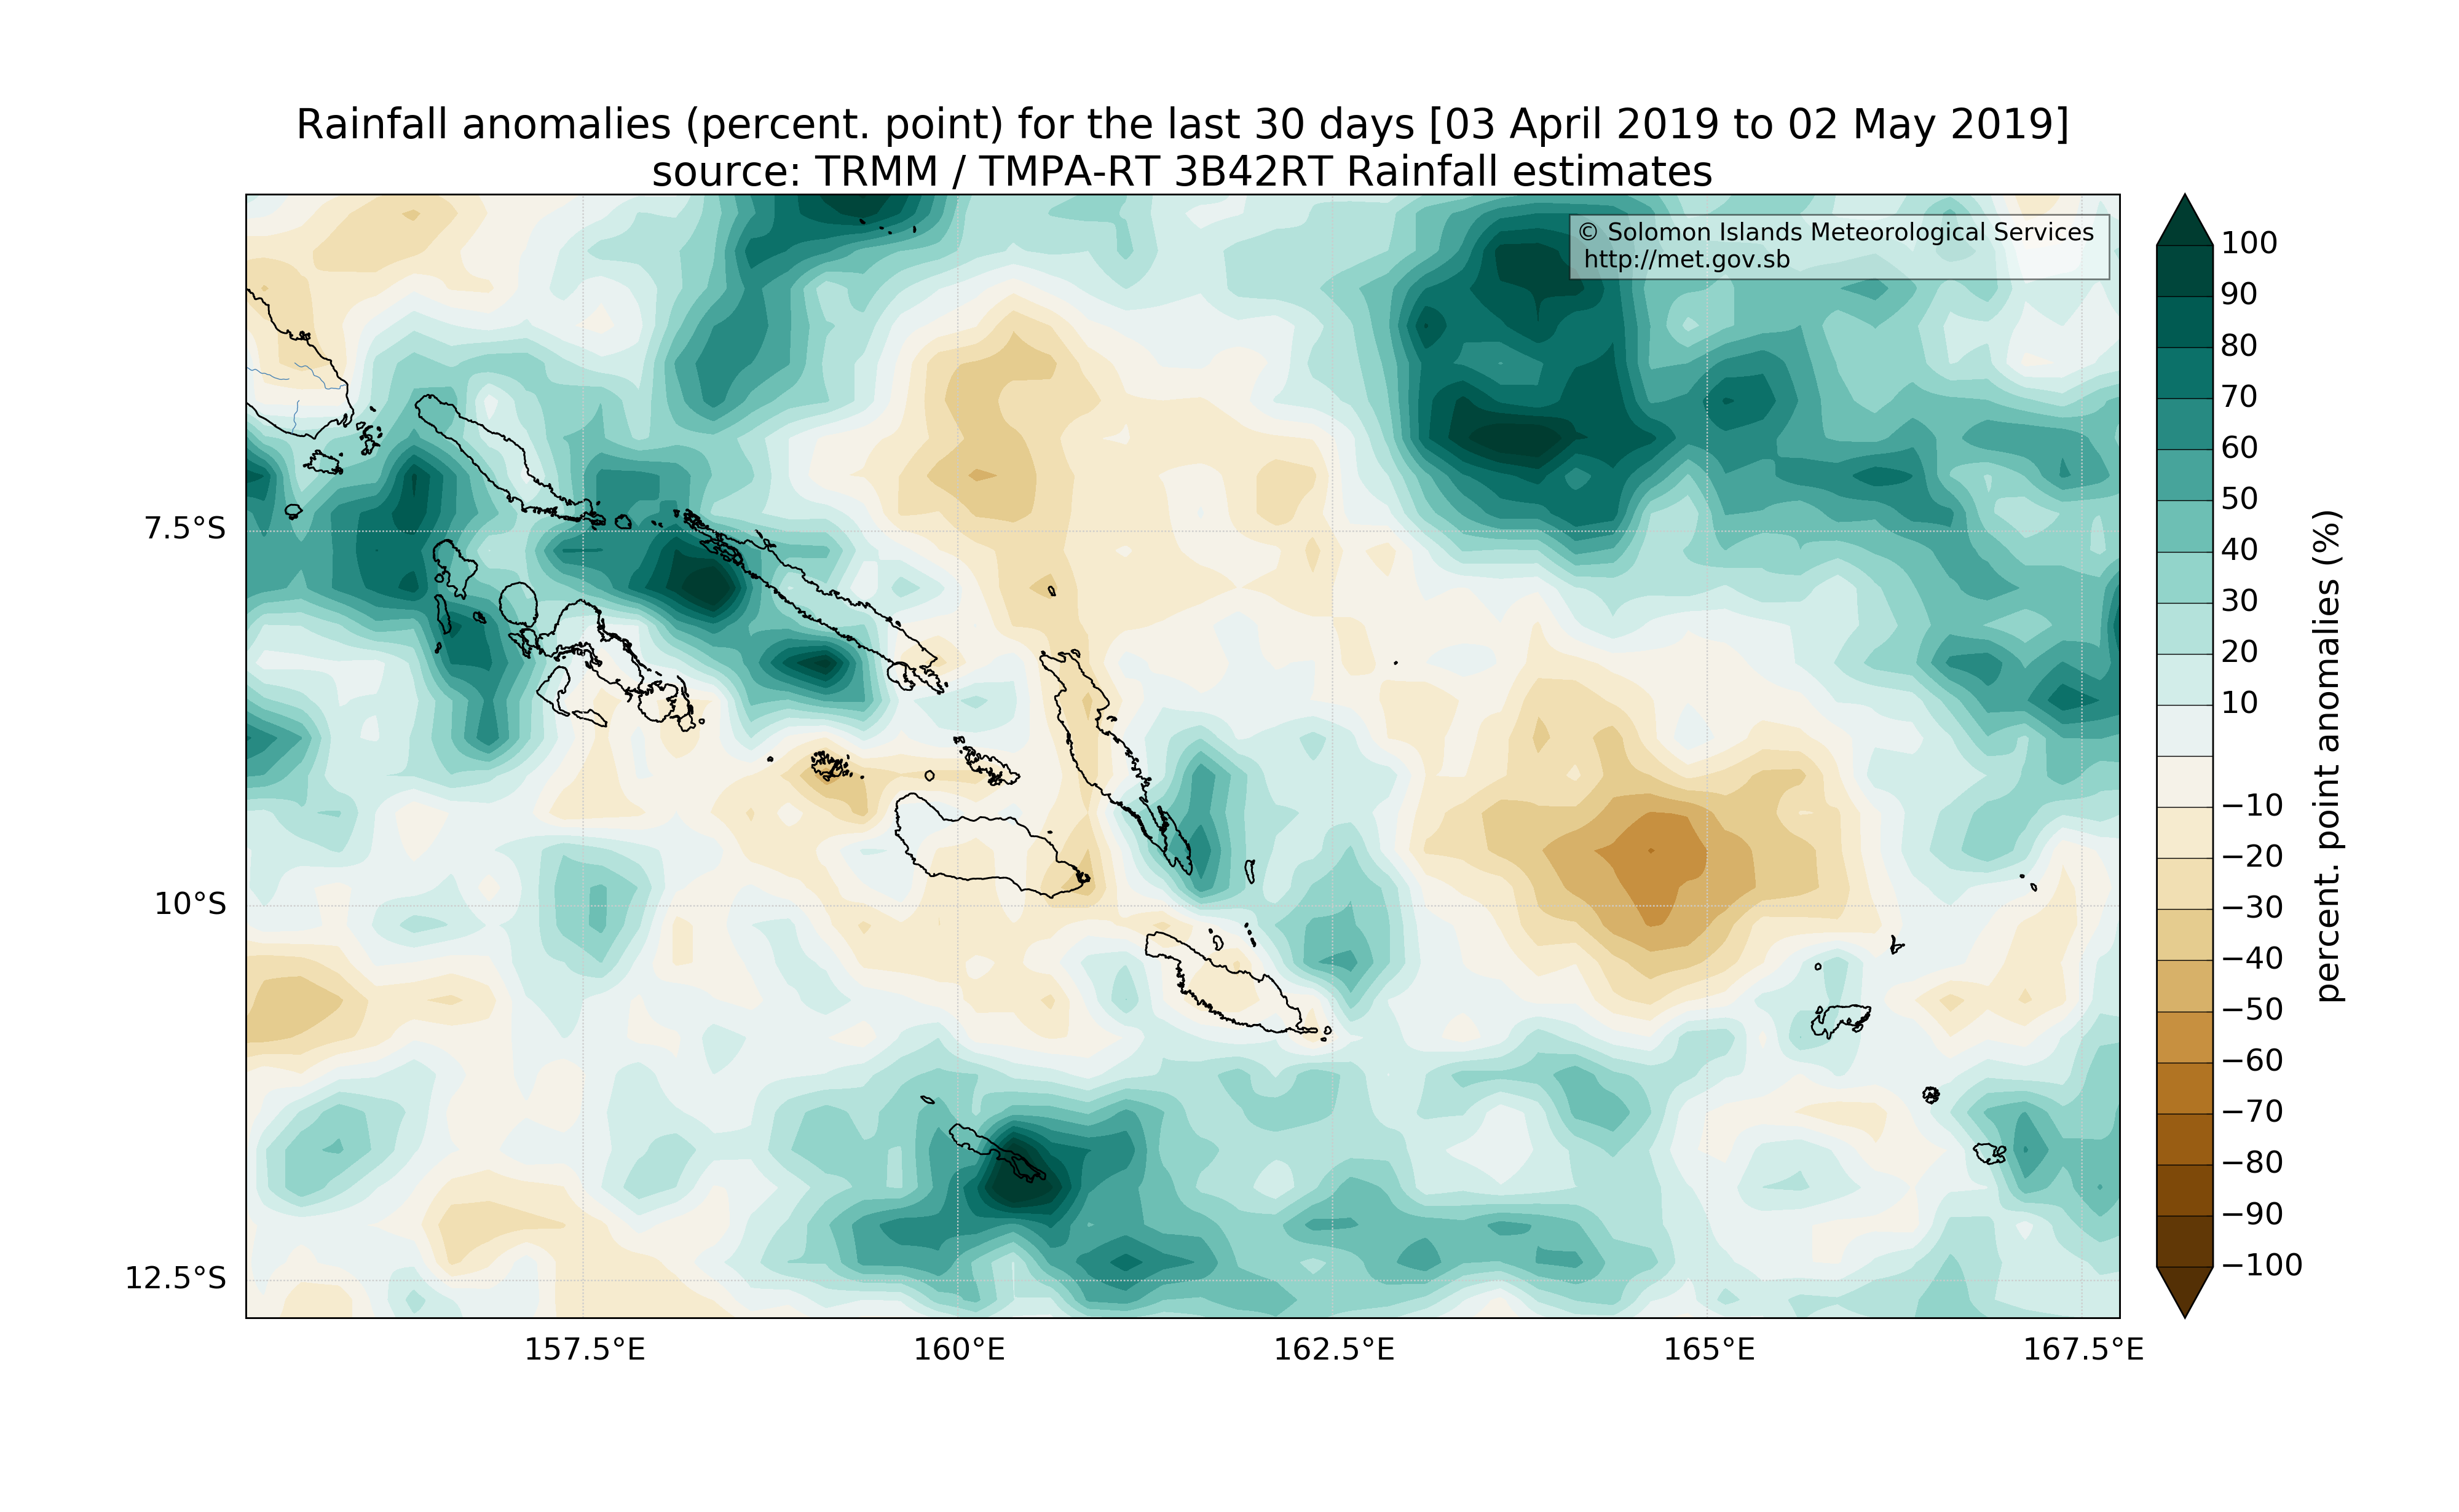 Rainfall anomalies (percent. point) for the last 30 days [03 April 2019 to 02 May 2019]
source: TRMM / TMPA-RT 3B42RT Rainfall estimates
© Solomon Islands Meteorological Services
http://met.gov.sb
7.5°S
10°S
12.5°S
157.5°E
160°E
162.5°E
165°E
167.5°E
100
90
80
70
60
50
40
30
20
10
−10
−20
−30
−40
−50
−60
−70
−80
−90
−100
percent. point anomalies (%)